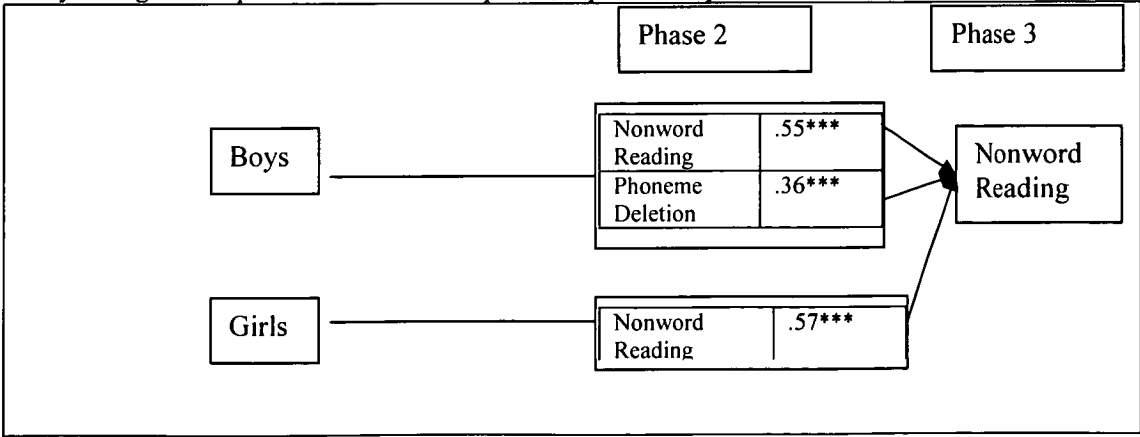 Phase 2
Phase 3
Boys
Nonword
Reading
.55***
Phoneme
Deletion
.36***
Nonword
Reading
Girls
Nonword
Reading
.57***